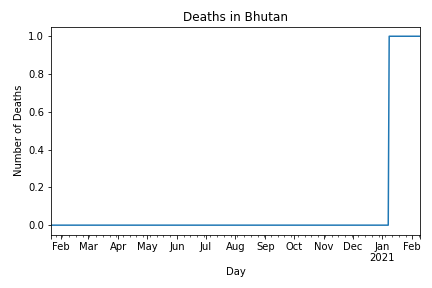 Deaths in Bhutan
Number of Deaths
1.0
0.8
0.6
0.4
0.2
0.0
Feb Mar Apr May Jun Jul Aug Sep Oct Nov Dec Jan Feb
2021
Day